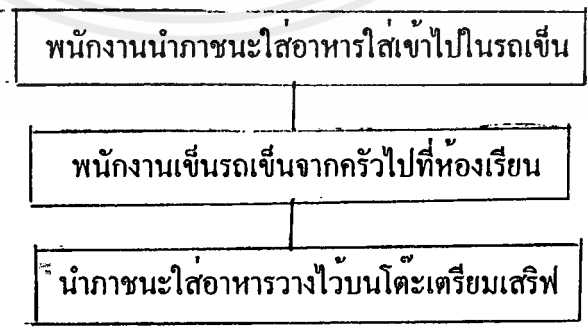 พนักงานนำภาชนะใส่อาหารใส่เข้าไปในรถเข็น
พนักงานเข็นรถเข็นจากครัวไปที่ห้องเรียน
นำภาชนะใส่อาหารวางไว้บนโต๊ะเตรียมเสริฟ